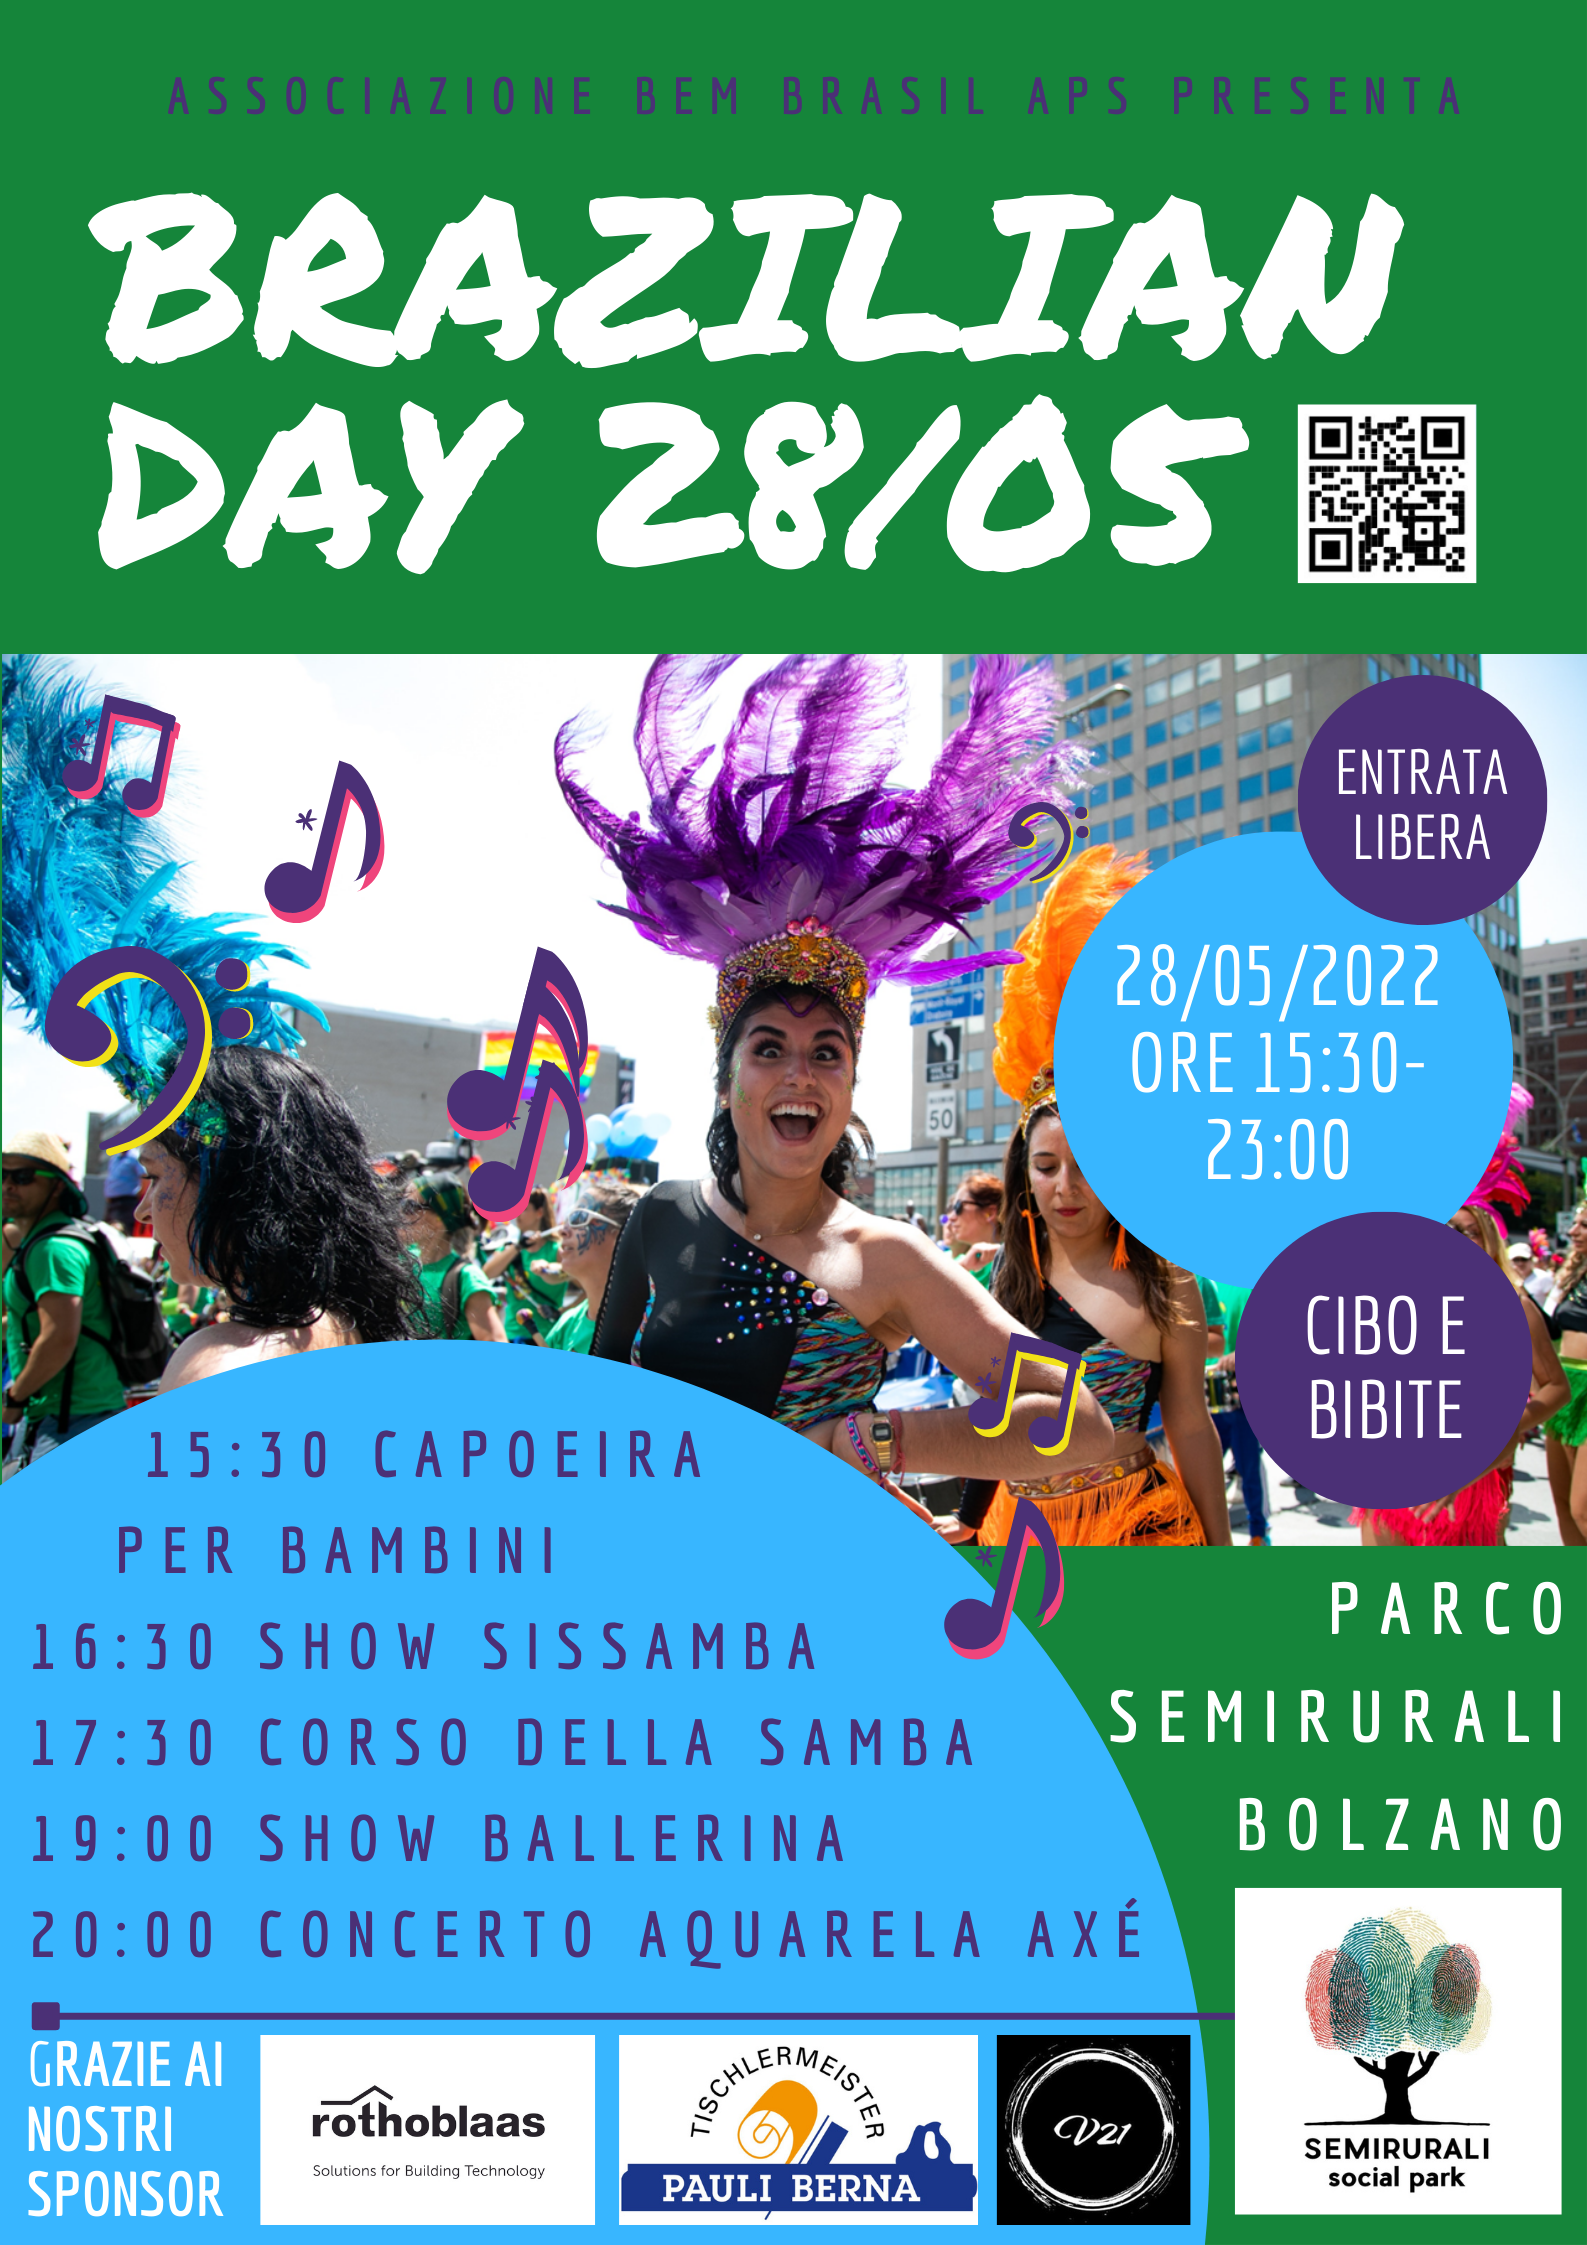 ASSOCIAZIONE BEM BRASIL APS PRESENTA
BRAZILIAN
DAY 28/05
ENTRATA
LIBERA
28/05/2022
ORE 15:30-
23:00
CIBO E
BIBITE
50
15:30 CAPOEIRA
PER BAMBINI
16:30 SHOW SISSAMBA
17:30 CORSO DELLA SAMBA
19:00 SHOW BALLERINA
20:00 CONCERTO AQUARELA AXÉ
PARCO
SEMIRURALI
BOLZANO
GRAZIE AI
NOSTRI
SPONSOR
rothoblaas
Solutions for Building Technology
TISCHLERMEISTER
PAULI BERNA
V21
SEMIRURALI
social park